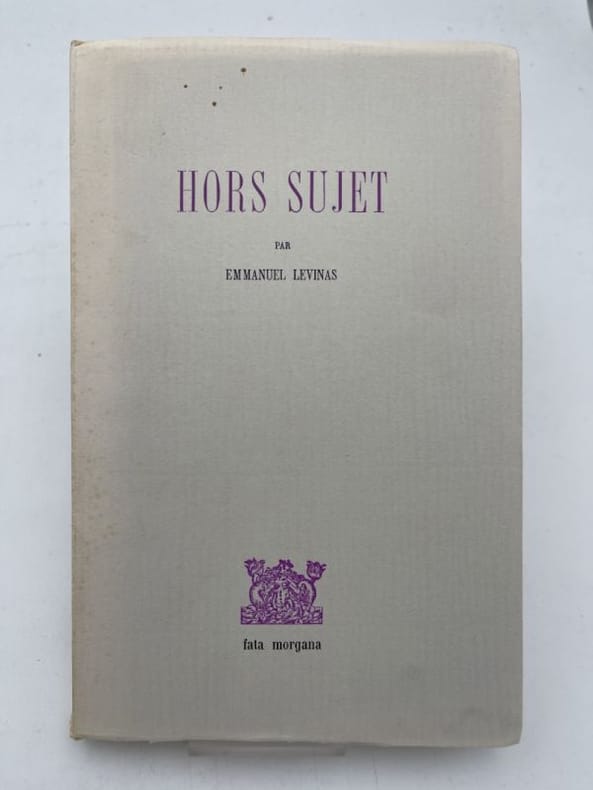 HORS SUJET
PAR
EMMANUEL LEVINAS
fata morgana